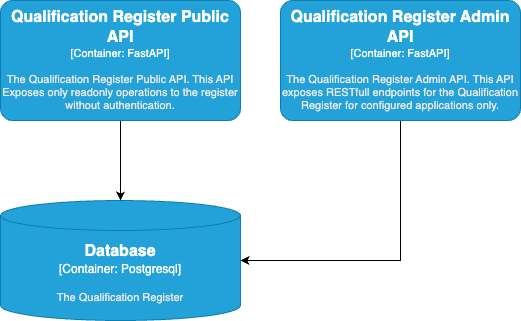 Qualification Register Public
API
[Container: FastAPI]
The Qualification Register Public API. This API
Exposes only readonly operations to the register
without authentication.
Qualification Register Admin
API
[Container: FastAPI]
The Qualification Register Admin API. This API
exposes RESTfull endpoints for the Qualification
Register for configured applications only.
Database
[Container: Postgresql]
The Qualification Register